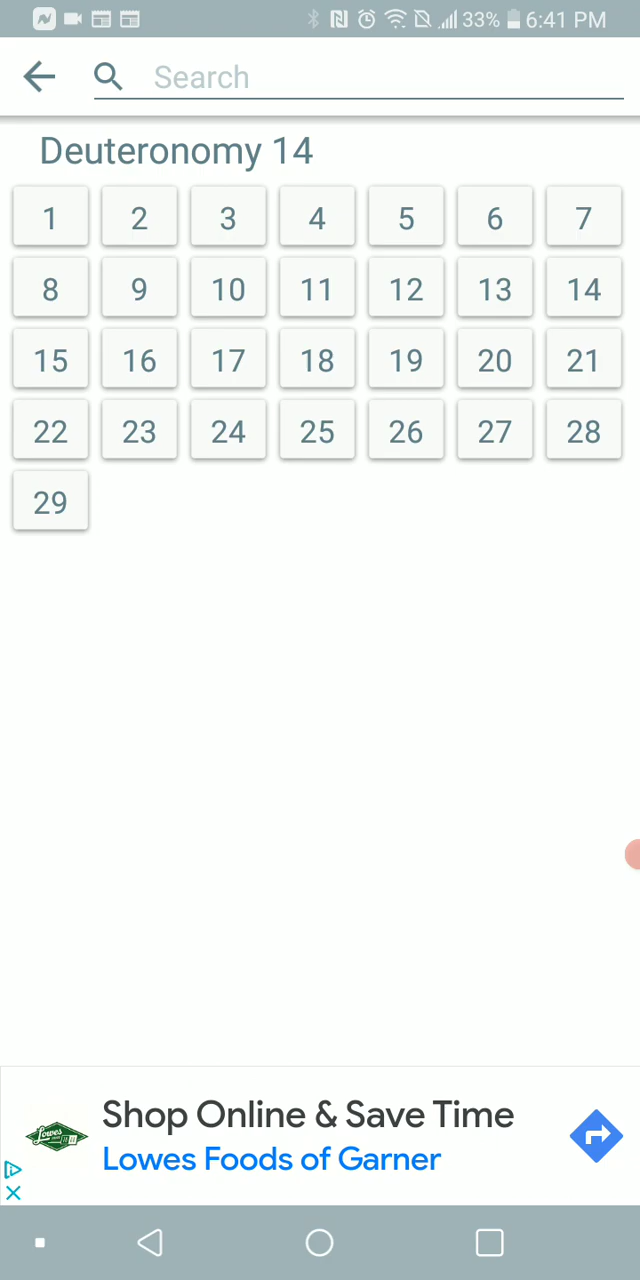 33% 6:41 PM
Search
Deuteronomy 14
1 2 3 4 5 6 7
8 9 10 11 12 13 14
15 16 17 18 19 20 21
22 23 24 25 26 27 28
29
Shop Online & Save Time
Lowes Foods of Garner
Lowes